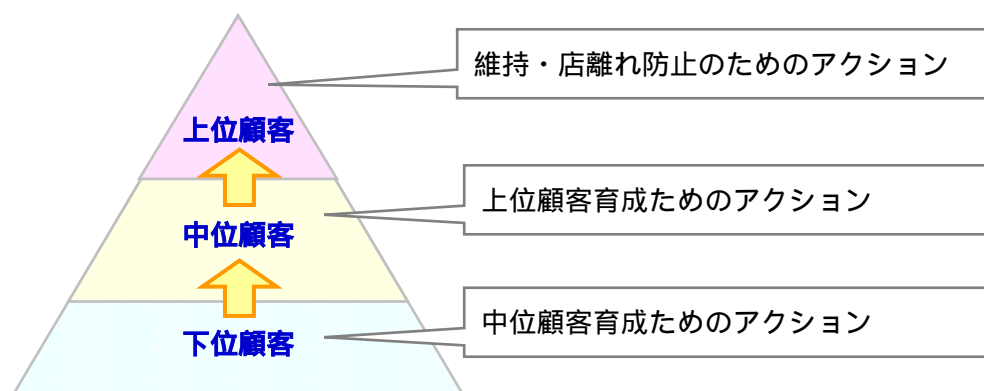 維持・店離れ防止のためのアクション
上位顧客
上位顧客育成ためのアクション
中位顧客
中位顧客育成ためのアクション
下位顧客